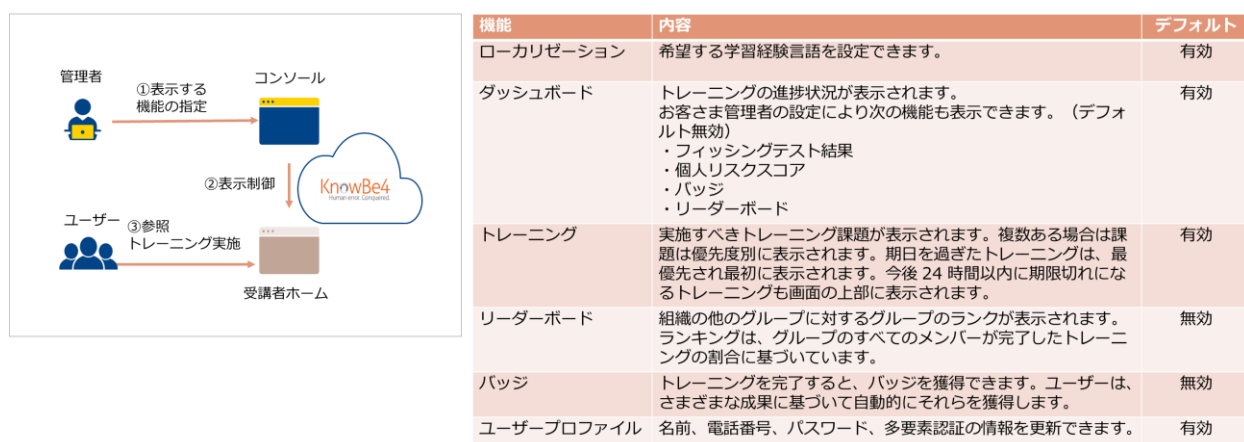 管理者
①表示する
機能の指定
コンソール
②表示制御
KnowBe4
Human error. Conquered.
ユーザー
③参照
トレーニング実施
受講者ホーム
機能 内容 デフォルト
ローカリゼーション 希望する学習経験言語を設定できます。 有効
ダッシュボード トレーニングの進捗状況が表示されます。 有効
お客さま管理者の設定により次の機能も表示できます。（デフォ
ルト無効）
・フィッシングテスト結果
・個人リスクスコア
・バッジ
・リーダーボード
トレーニング 実施すべきトレーニング課題が表示されます。複数ある場合は課 有効
題は優先度別に表示されます。期日を過ぎたトレーニングは、最
優先され最初に表示されます。今後 24 時間以内に期限切れにな
るトレーニングも画面の上部に表示されます。
リーダーボード 組織の他のグループに対するグループのランクが表示されます。 無効
ランキングは、グループのすべてのメンバーが完了したトレーニ
ングの割合に基づいています。
バッジ トレーニングを完了すると、バッジを獲得できます。ユーザーは、 無効
さまざまな成果に基づいて自動的にそれらを獲得します。
ユーザープロファイル 名前、電話番号、パスワード、多要素認証の情報を更新できます。 有効